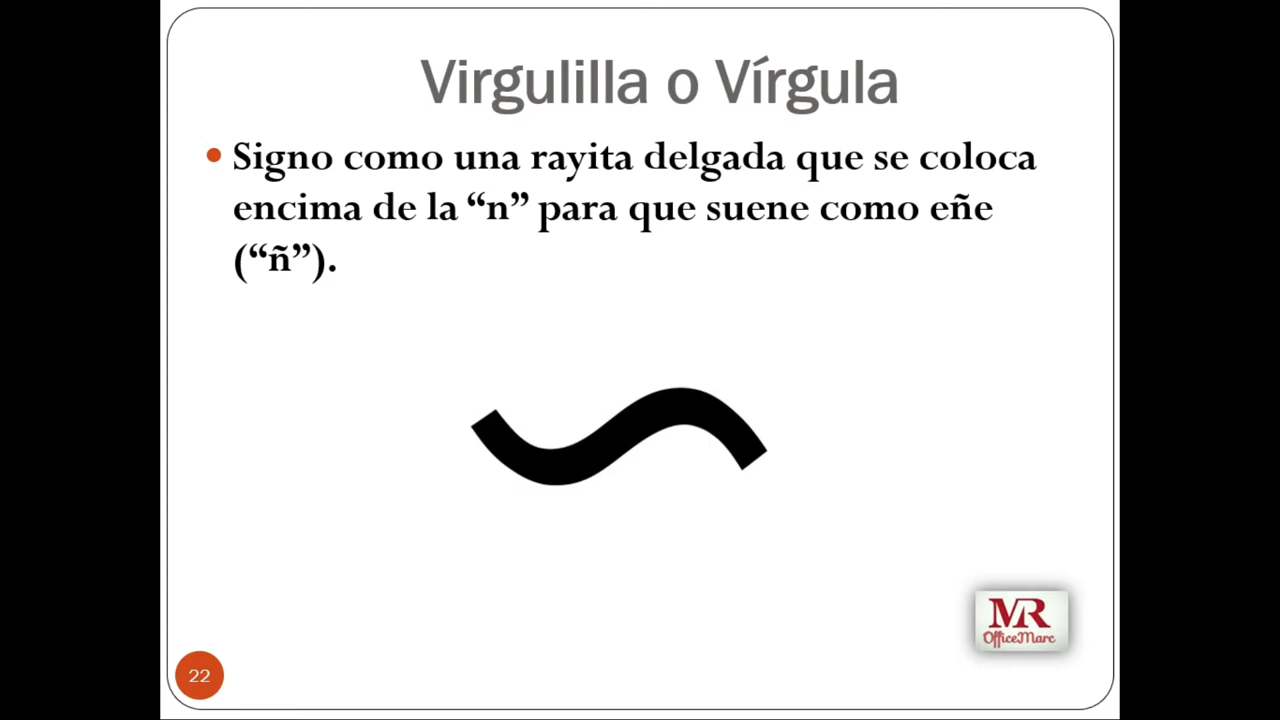 Virgulilla o Vírgula
• Signo como una rayita delgada que se coloca
encima de la “n” para que suene como eñe
(“ñ”).
MR
OfficeMarc
22